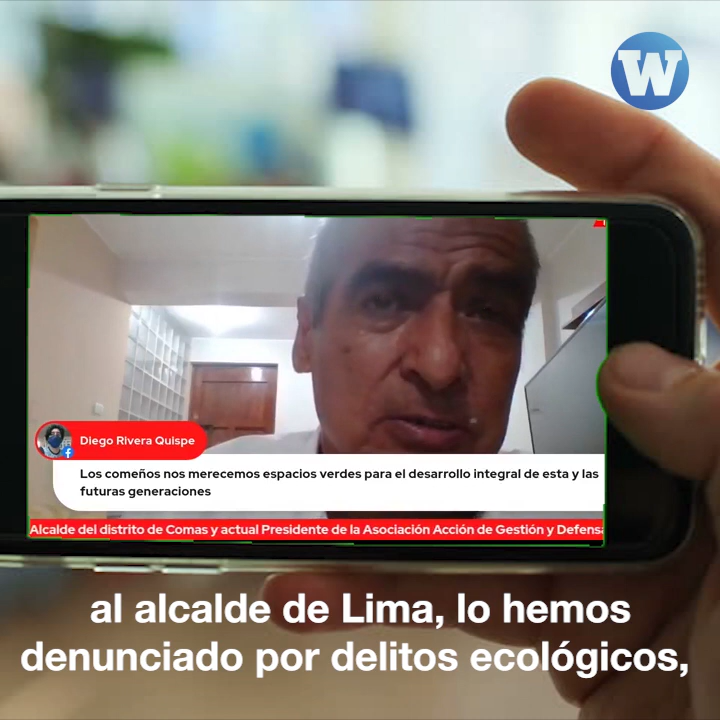 W
Diego Rivera Quispe
Los comeños nos merecemos espacios verdes para el desarrollo integral de esta y las
futuras generaciones
Alcalde del distrito de Comas y actual Presidente de la Asociación Acción de Gestión y Defensa
al alcalde de Lima, lo hemos
denunciado por delitos ecológicos,